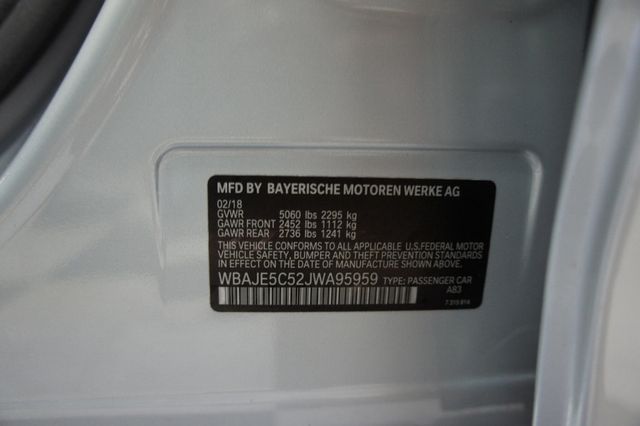 MFD BY BAYERISCHE MOTOREN WERKE AG
02/18
GVWR 5060 lbs 2295 kg
GAWR FRONT 2452 lbs 1112 kg
GAWR REAR 2736 lbs 1241 kg
THIS VEHICLE CONFORMS TO ALL APPLICABLE U.S.FEDERAL MOTOR
VEHICLE SAFETY, BUMPER AND THEFT PREVENTION STANDARDS
IN EFFECT ON THE DATE OF MANUFACTURE SHOWN ABOVE.
WBAJE5C52JWA95959 TYPE: PASSENGER CAR
A83